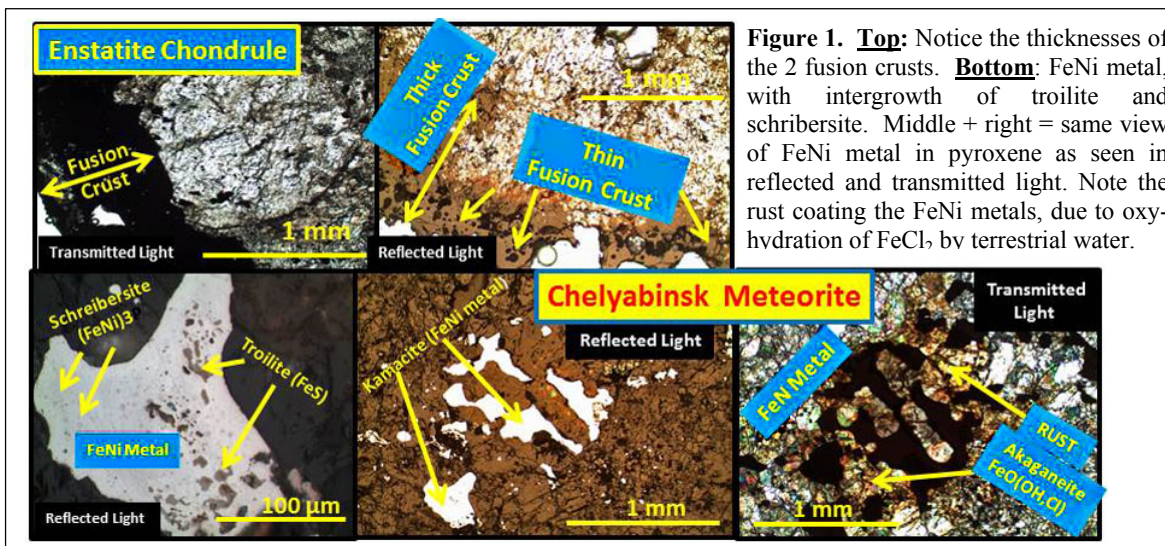 Enstatite Chondrule
Fusion
Crust
Transmitted Light
1 mm
Thick
Fusion Crust
1 mm
Thin
Fusion Crust
Reflected Light
Figure 1. Top: Notice the thicknesses of
the 2 fusion crusts. Bottom: FeNi metal,
with intergrowth of troilite and
schribersite. Middle + right = same view
of FeNi metal in pyroxene as seen in
reflected and transmitted light. Note the
rust coating the FeNi metals, due to oxy-
hydration of FeCl₂ by terrestrial water.
Schreibersite
(FeNi)3
Troilite (FeS)
FeNi Metal
100 µm
Reflected Light
Chelyabinsk Meteorite
Kamacite (FeNi metal)
Reflected Light
1 mm
Transmitted
Light
FeN Metal
RUST
Akaganeite
FeO(OH,Cl)
1 mm